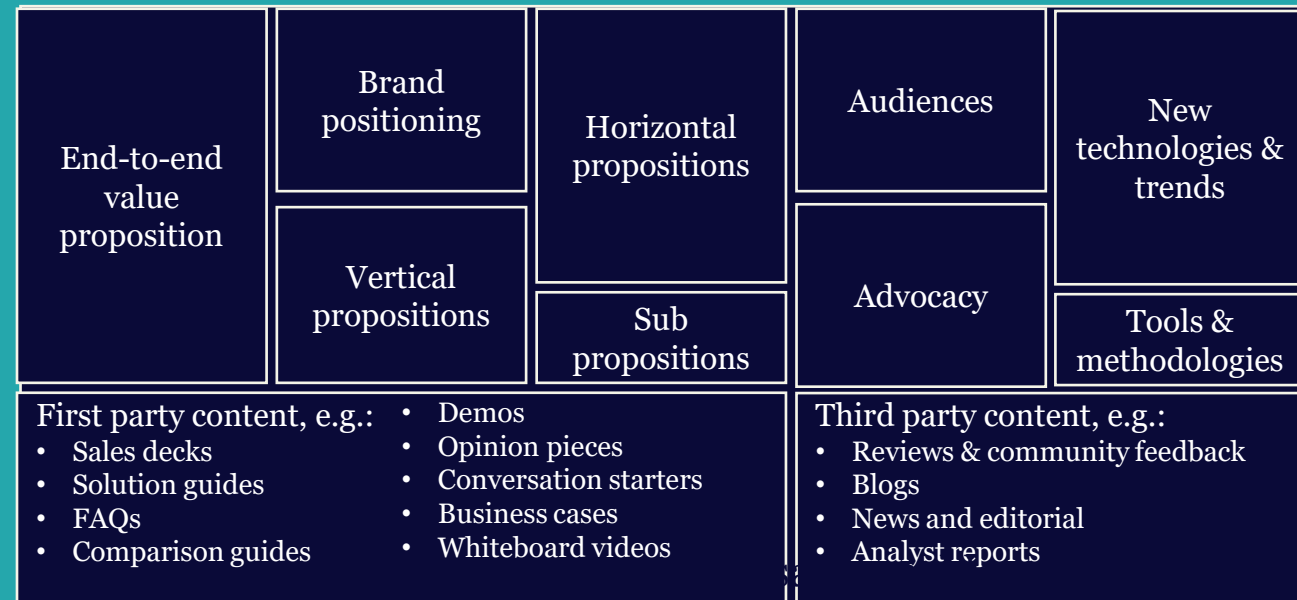 End-to-end
value
proposition
Brand
positioning
Vertical
propositions
Horizontal
propositions
Sub
propositions
Audiences
Advocacy
New
technologies &
trends
Tools &
methodologies
First party content, e.g.:
• Sales decks
• Solution guides
• FAQs
• Comparison guides
• Demos
• Opinion pieces
• Conversation starters
• Business cases
• Whiteboard videos
Third party content, e.g.:
• Reviews & community feedback
• Blogs
• News and editorial
• Analyst reports